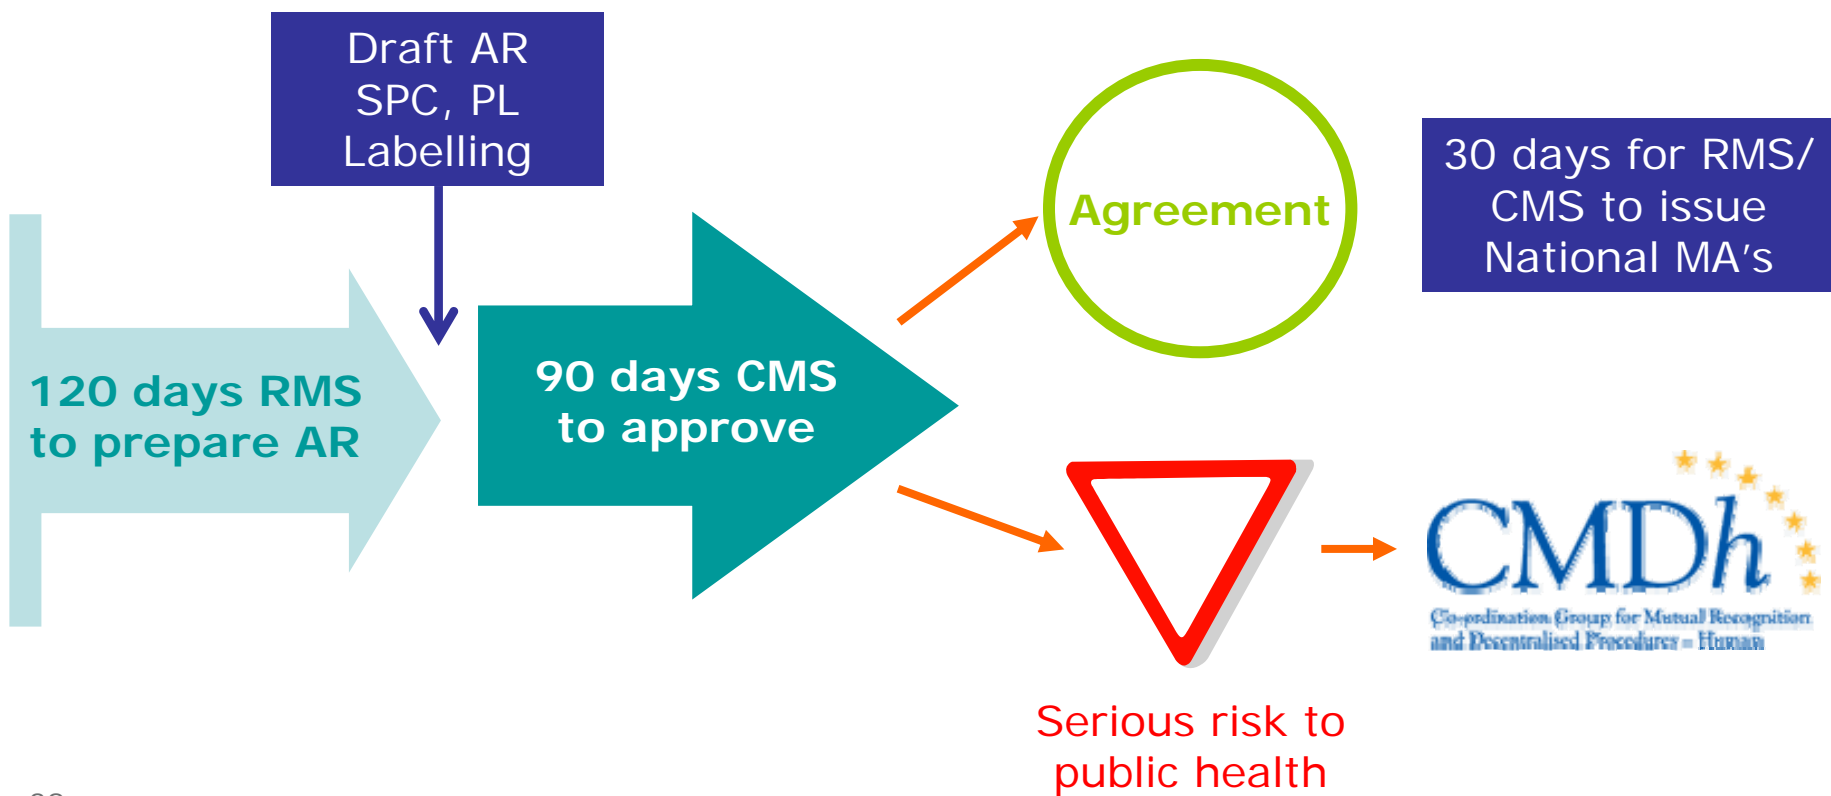 Draft AR
SPC, PL
Labelling
120 days RMS
to prepare AR
90 days CMS
to approve
Agreement
30 days for RMS/
CMS to issue
National MA's
Serious risk to
public health
CMDh
Co-ordination Group for Mutual Recognition
and Decentralised Procedures – Human